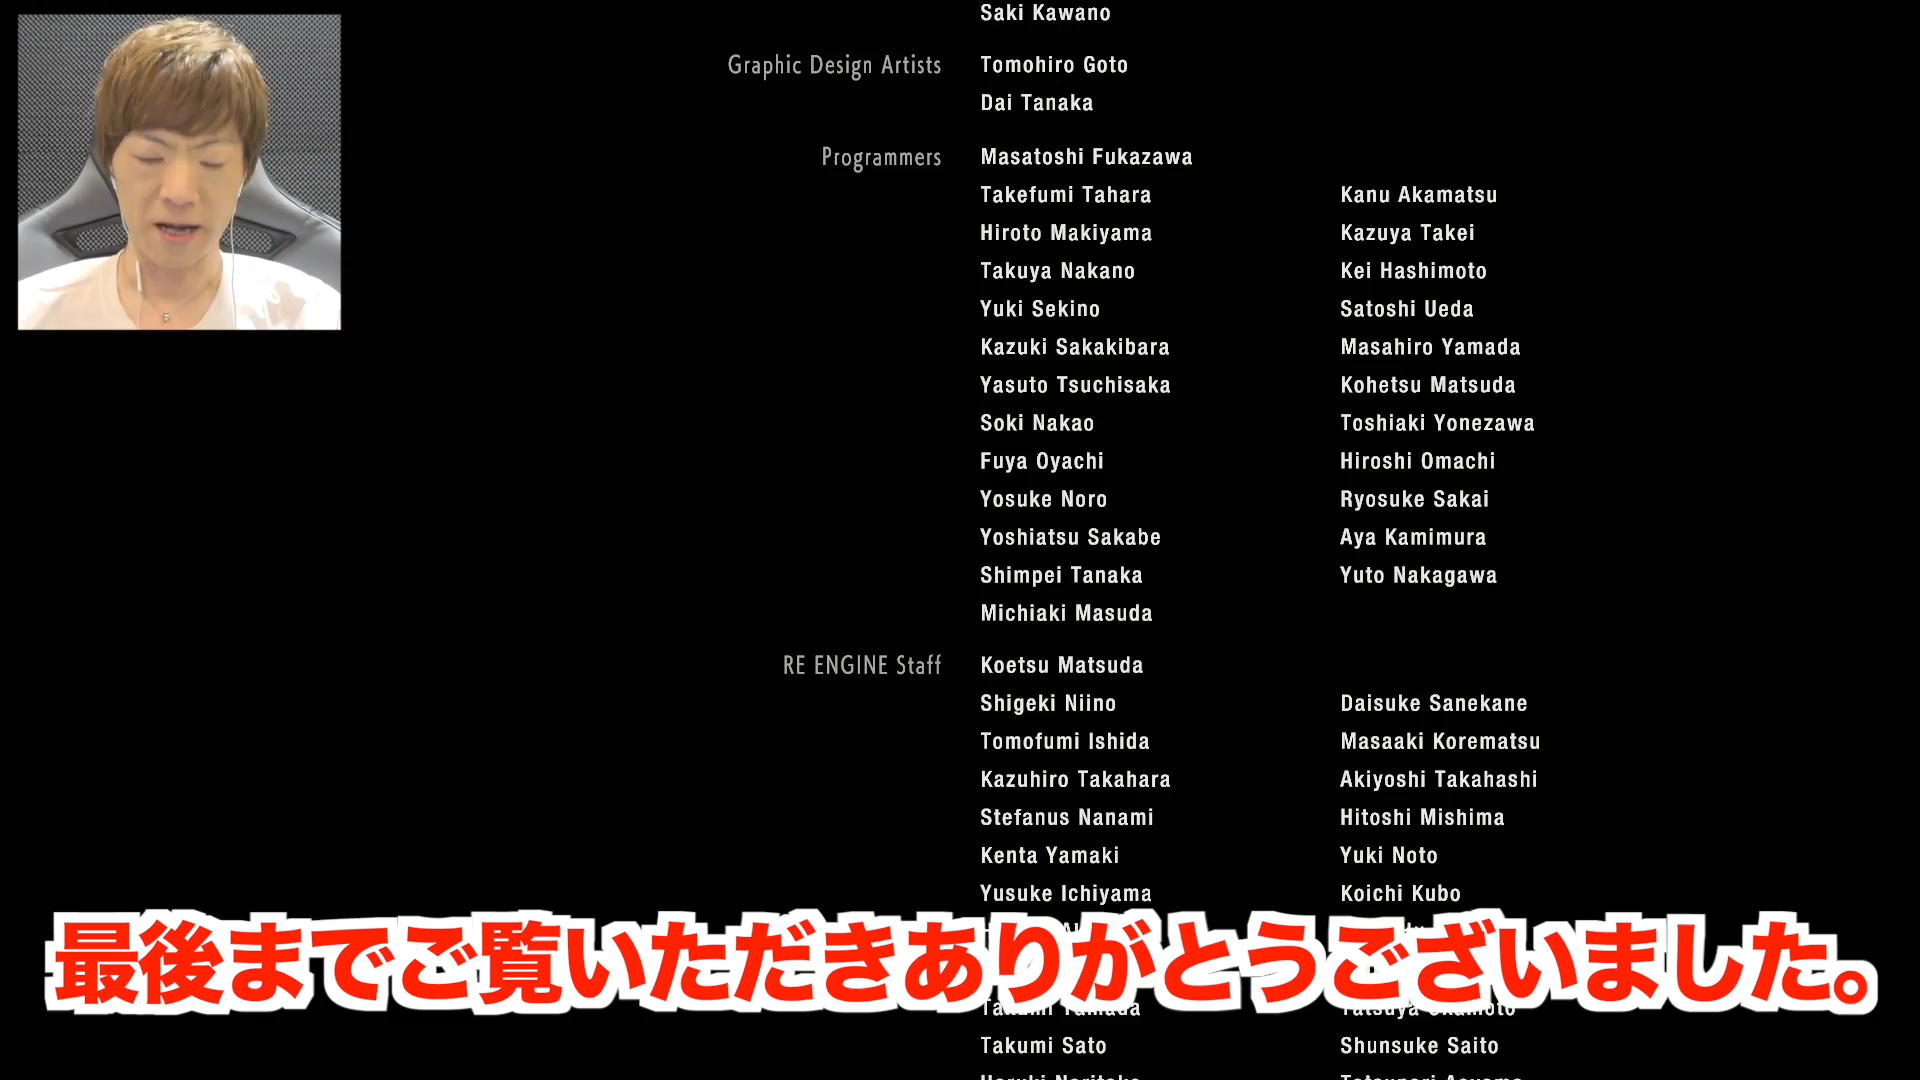 Saki Kawano
Graphic Design Artists Tomohiro Goto
Dai Tanaka
Programmers Masatoshi Fukazawa
Takefumi Tahara Kanu Akamatsu
Hiroto Makiyama Kazuya Takei
Takuya Nakano Kei Hashimoto
Yuki Sekino Satoshi Ueda
Kazuki Sakakibara Masahiro Yamada
Yasuto Tsuchisaka Kohetsu Matsuda
Soki Nakao Toshiaki Yonezawa
Fuya Oyachi Hiroshi Omachi
Yosuke Noro Ryosuke Sakai
Yoshiatsu Sakabe Aya Kamimura
Shimpei Tanaka Yuto Nakagawa
Michiaki Masuda
RE ENGINE Staff Koetsu Matsuda
Shigeki Niino Daisuke Sanekane
Tomofumi Ishida Masaaki Korematsu
Kazuhiro Takahara Akiyoshi Takahashi
Stefanus Nanami Hitoshi Mishima
Kenta Yamaki Yuki Noto
Yusuke Ichiyama Koichi Kubo
最後までご覧いただきありがとうございました。
Takumi Yamada Tatsuya Okamoto
Takumi Sato Shunsuke Saito